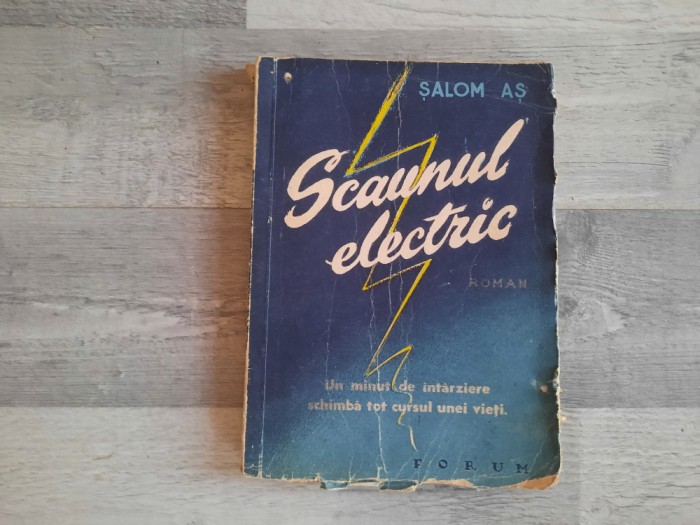 ȘALOM AȘ
Scaunul
electric
ROMAN
Un minut de întârziere
schimbă tot cursul unei vieți.
FORUM